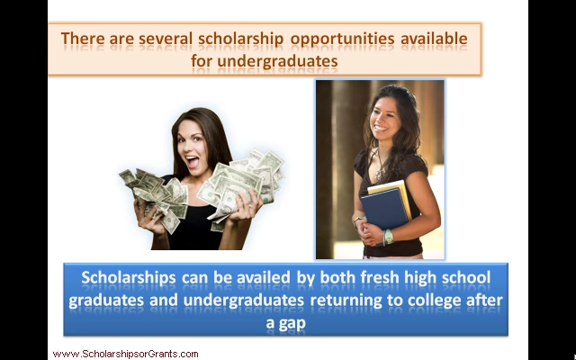 There are several scholarship opportunities available
for undergraduates
Scholarships can be availed by both fresh high school
graduates and undergraduates returning to college after
a gap
www.ScholarshipsorGrants.com